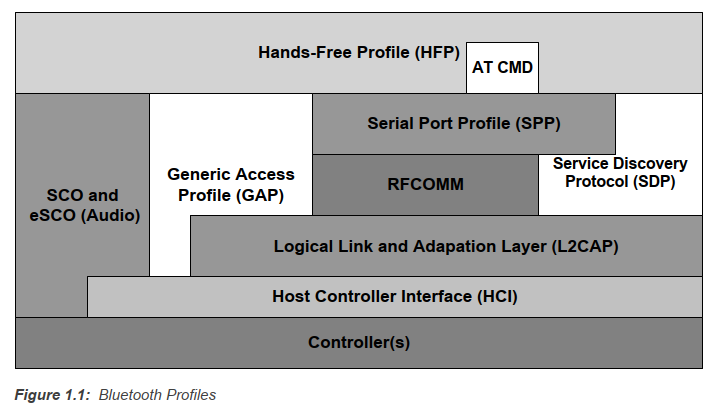 Hands-Free Profile (HFP)
AT CMD
Serial Port Profile (SPP)
Generic Access
Profile (GAP)
Service Discovery
Protocol (SDP)
RFCOMM
SCO and
eSCO (Audio)
Logical Link and Adapation Layer (L2CAP)
Host Controller Interface (HCI)
Controller(s)
Figure 1.1: Bluetooth Profiles